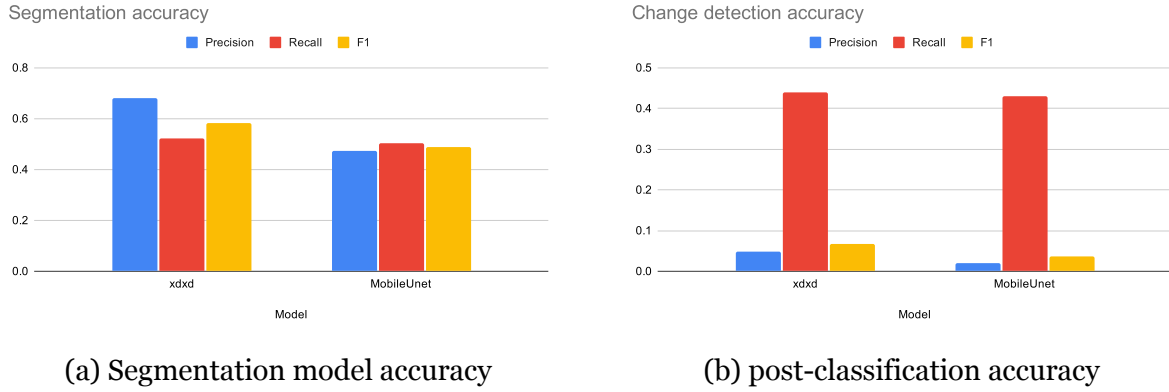 Segmentation accuracy
Precision Recall F1
0.8
0.6
0.4
0.2
0.0
xdxd MobileUnet
Model
(a) Segmentation model accuracy
Change detection accuracy
Precision Recall F1
0.5
0.4
0.3
0.2
0.1
0.0
xdxd MobileUnet
Model
(b) post-classification accuracy